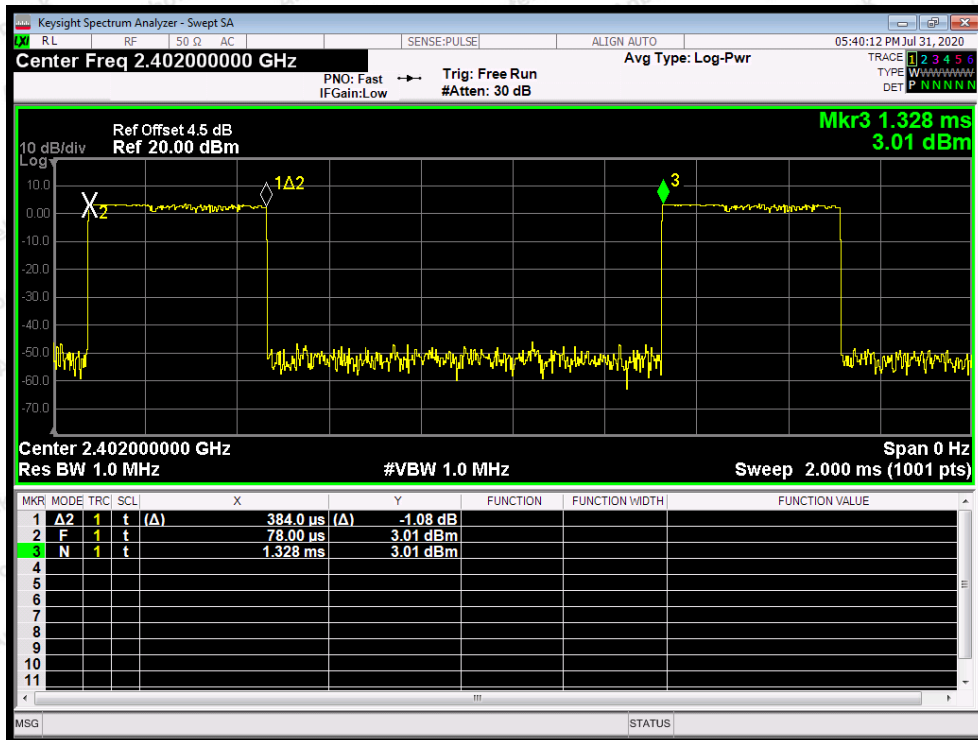 Keysight Spectrum Analyzer - Swept SA
LXI RL RF 50 Ω AC SENSE:PULSE ALIGN AUTO 05:40:12 PM Jul 31, 2020
Center Freq 2.402000000 GHz
Avg Type: Log-Pwr
TRACE 1 2 3 4 5 6
PNO: Fast Trig: Free Run
TYPE WWWWWW
IFGain:Low #Atten: 30 dB
DET P N N N N N
Mkr3 1.328 ms
3.01 dBm
Ref Offset 4.5 dB
10 dB/div Ref 20.00 dBm
Log
10.0
0.00
-10.0
-20.0
-30.0
-40.0
-50.0
-60.0
-70.0
2
1Δ2
3
Center 2.402000000 GHz Span 0 Hz
Res BW 1.0 MHz #VBW 1.0 MHz Sweep 2.000 ms (1001 pts)
MKR MODE TRC SCL X Y FUNCTION FUNCTION WIDTH FUNCTION VALUE
1 Δ2 1 t (Δ) 384.0 µs (Δ) -1.08 dB
2 F 1 t 78.00 µs 3.01 dBm
3 N 1 t 1.328 ms 3.01 dBm
4
5
6
7
8
9
10
11
MSG STATUS